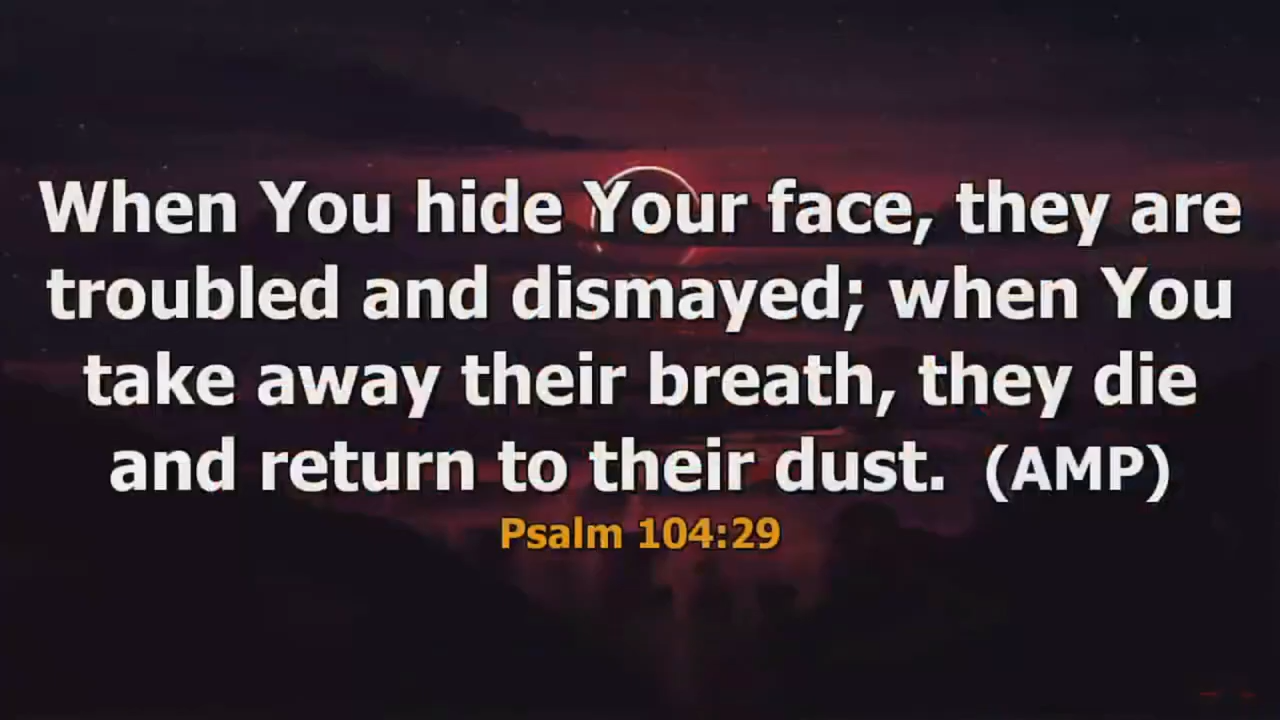 When You hide Your face, they are
troubled and dismayed; when You
take away their breath, they die
and return to their dust. (AMP)
Psalm 104:29